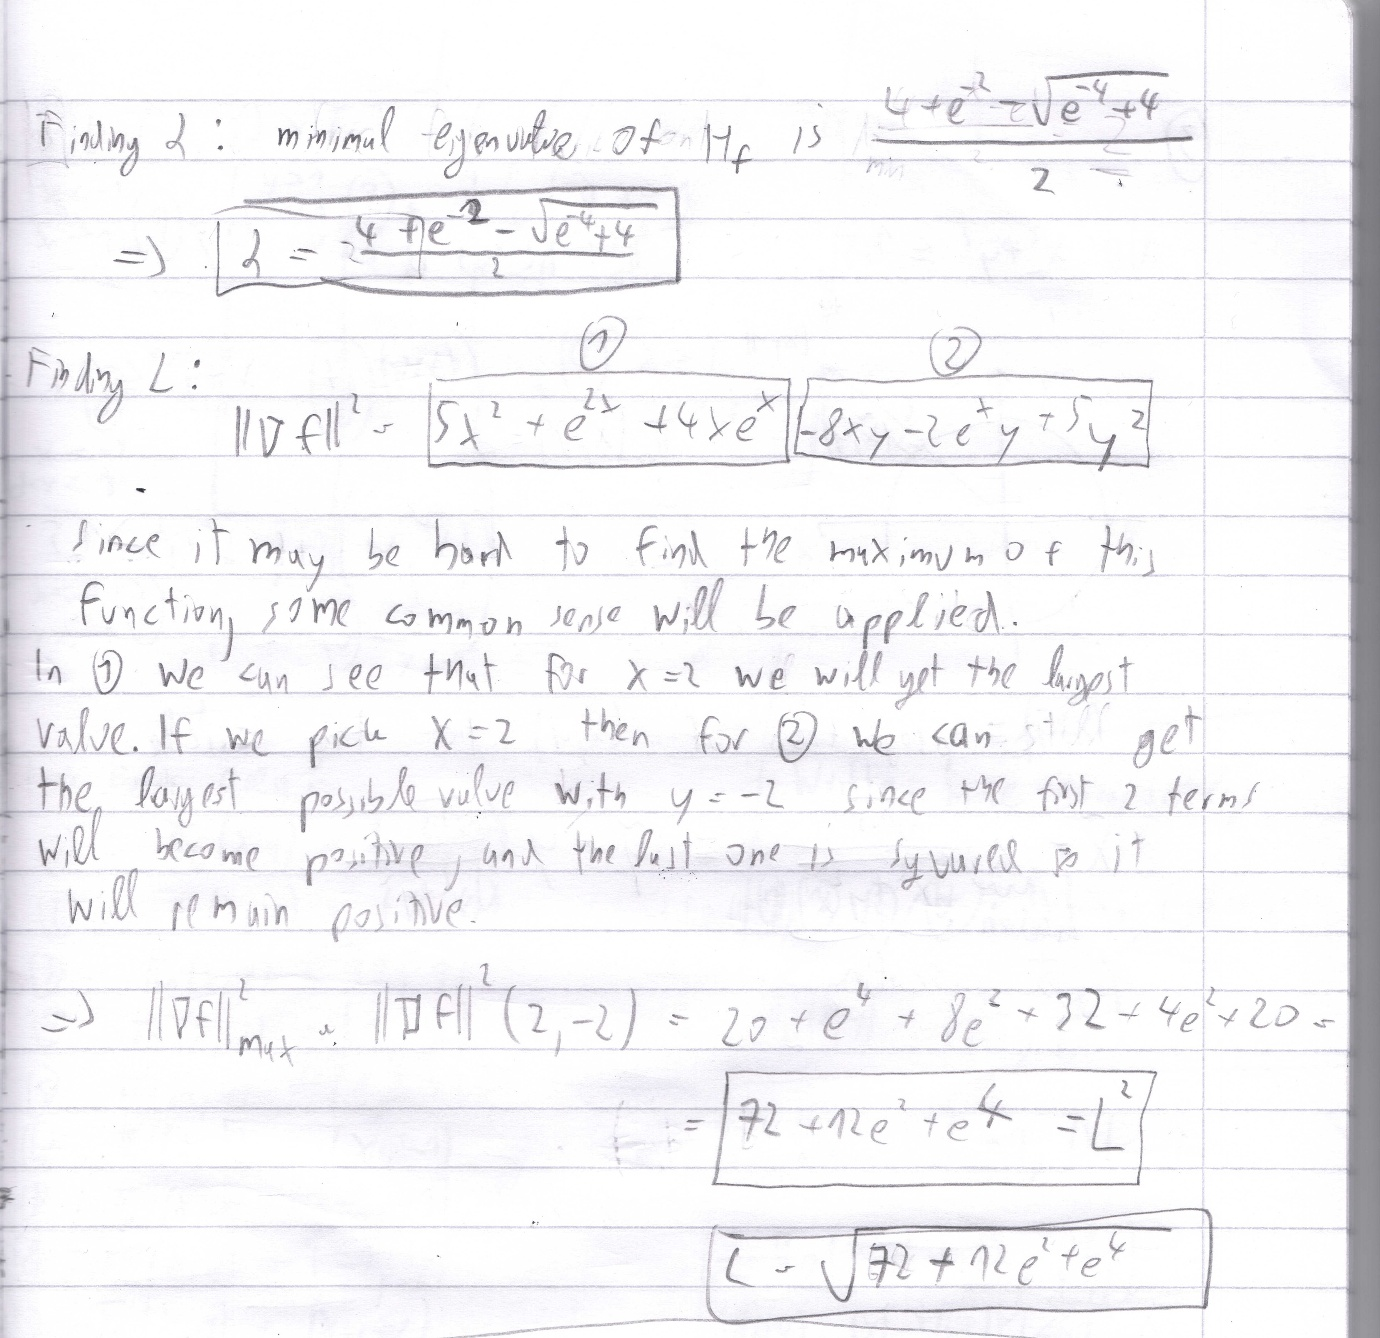 Finding α : minimal eigenvalue of H_f is (4 + e^-2 - √(e^-4 + 4)) / 2
=> α = (4 + e^-2 - √(e^-4 + 4)) / 2
① ②
Finding L :
||∇f||² = 5x² + e^2x + 4xe^x -8xy - 2e^x y + 5y²
Since it may be hard to find the maximum of this
function, some common sense will be applied.
In ① we can see that for x=2 we will get the largest
value. If we pick x=2 then for ② we can get
the largest possible value with y=-2 since the first 2 terms
will become positive, and the last one is squared so it
will remain positive.
=> ||∇f||²max = ||∇f||²(2,-2) = 20 + e^4 + 8e² + 32 + 4e² + 20 =
= 72 + 12e² + e^4 = L²
L = √(72 + 12e² + e^4)